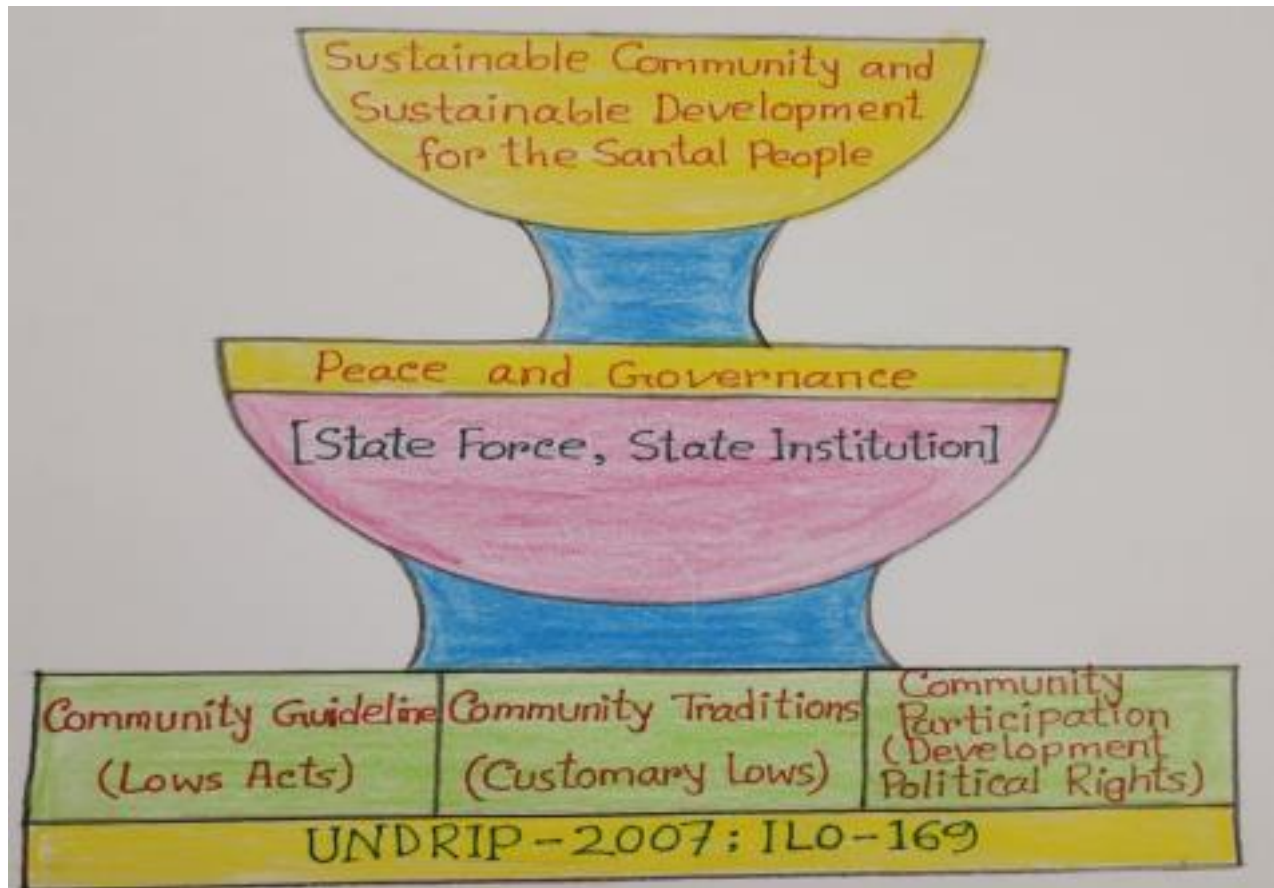 Sustainable Community and
Sustainable Development
for the Santal People
Peace and Governance
[State Force, State Institution]
Community Guideline
(Lows Acts)
Community Traditions
(Customary Lows)
Community
Participation
(Development
Political Rights)
UNDRIP-2007; ILO-169